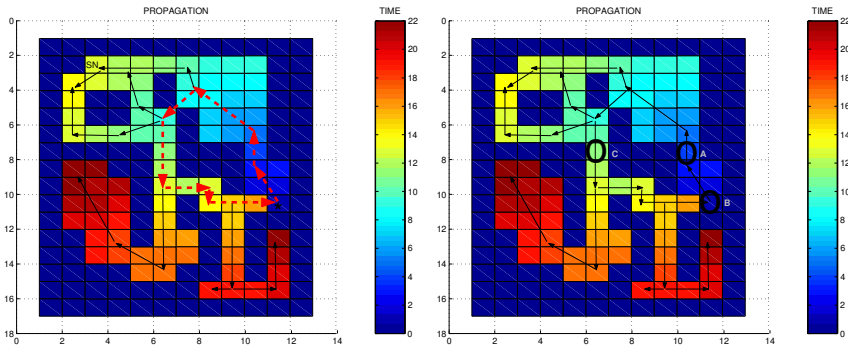 PROPAGATION TIME PROPAGATION TIME
0 22 0 22
SN
2 20 2 20
18 18
4 4
16 16
6 6
14 14
C A
8 12 8 12
10 10 10 10
B
8 8
12 12
6 6
14 14
4 4
16 2 16 2
18 0 18 0
0 2 4 6 8 10 12 14 0 2 4 6 8 10 12 14